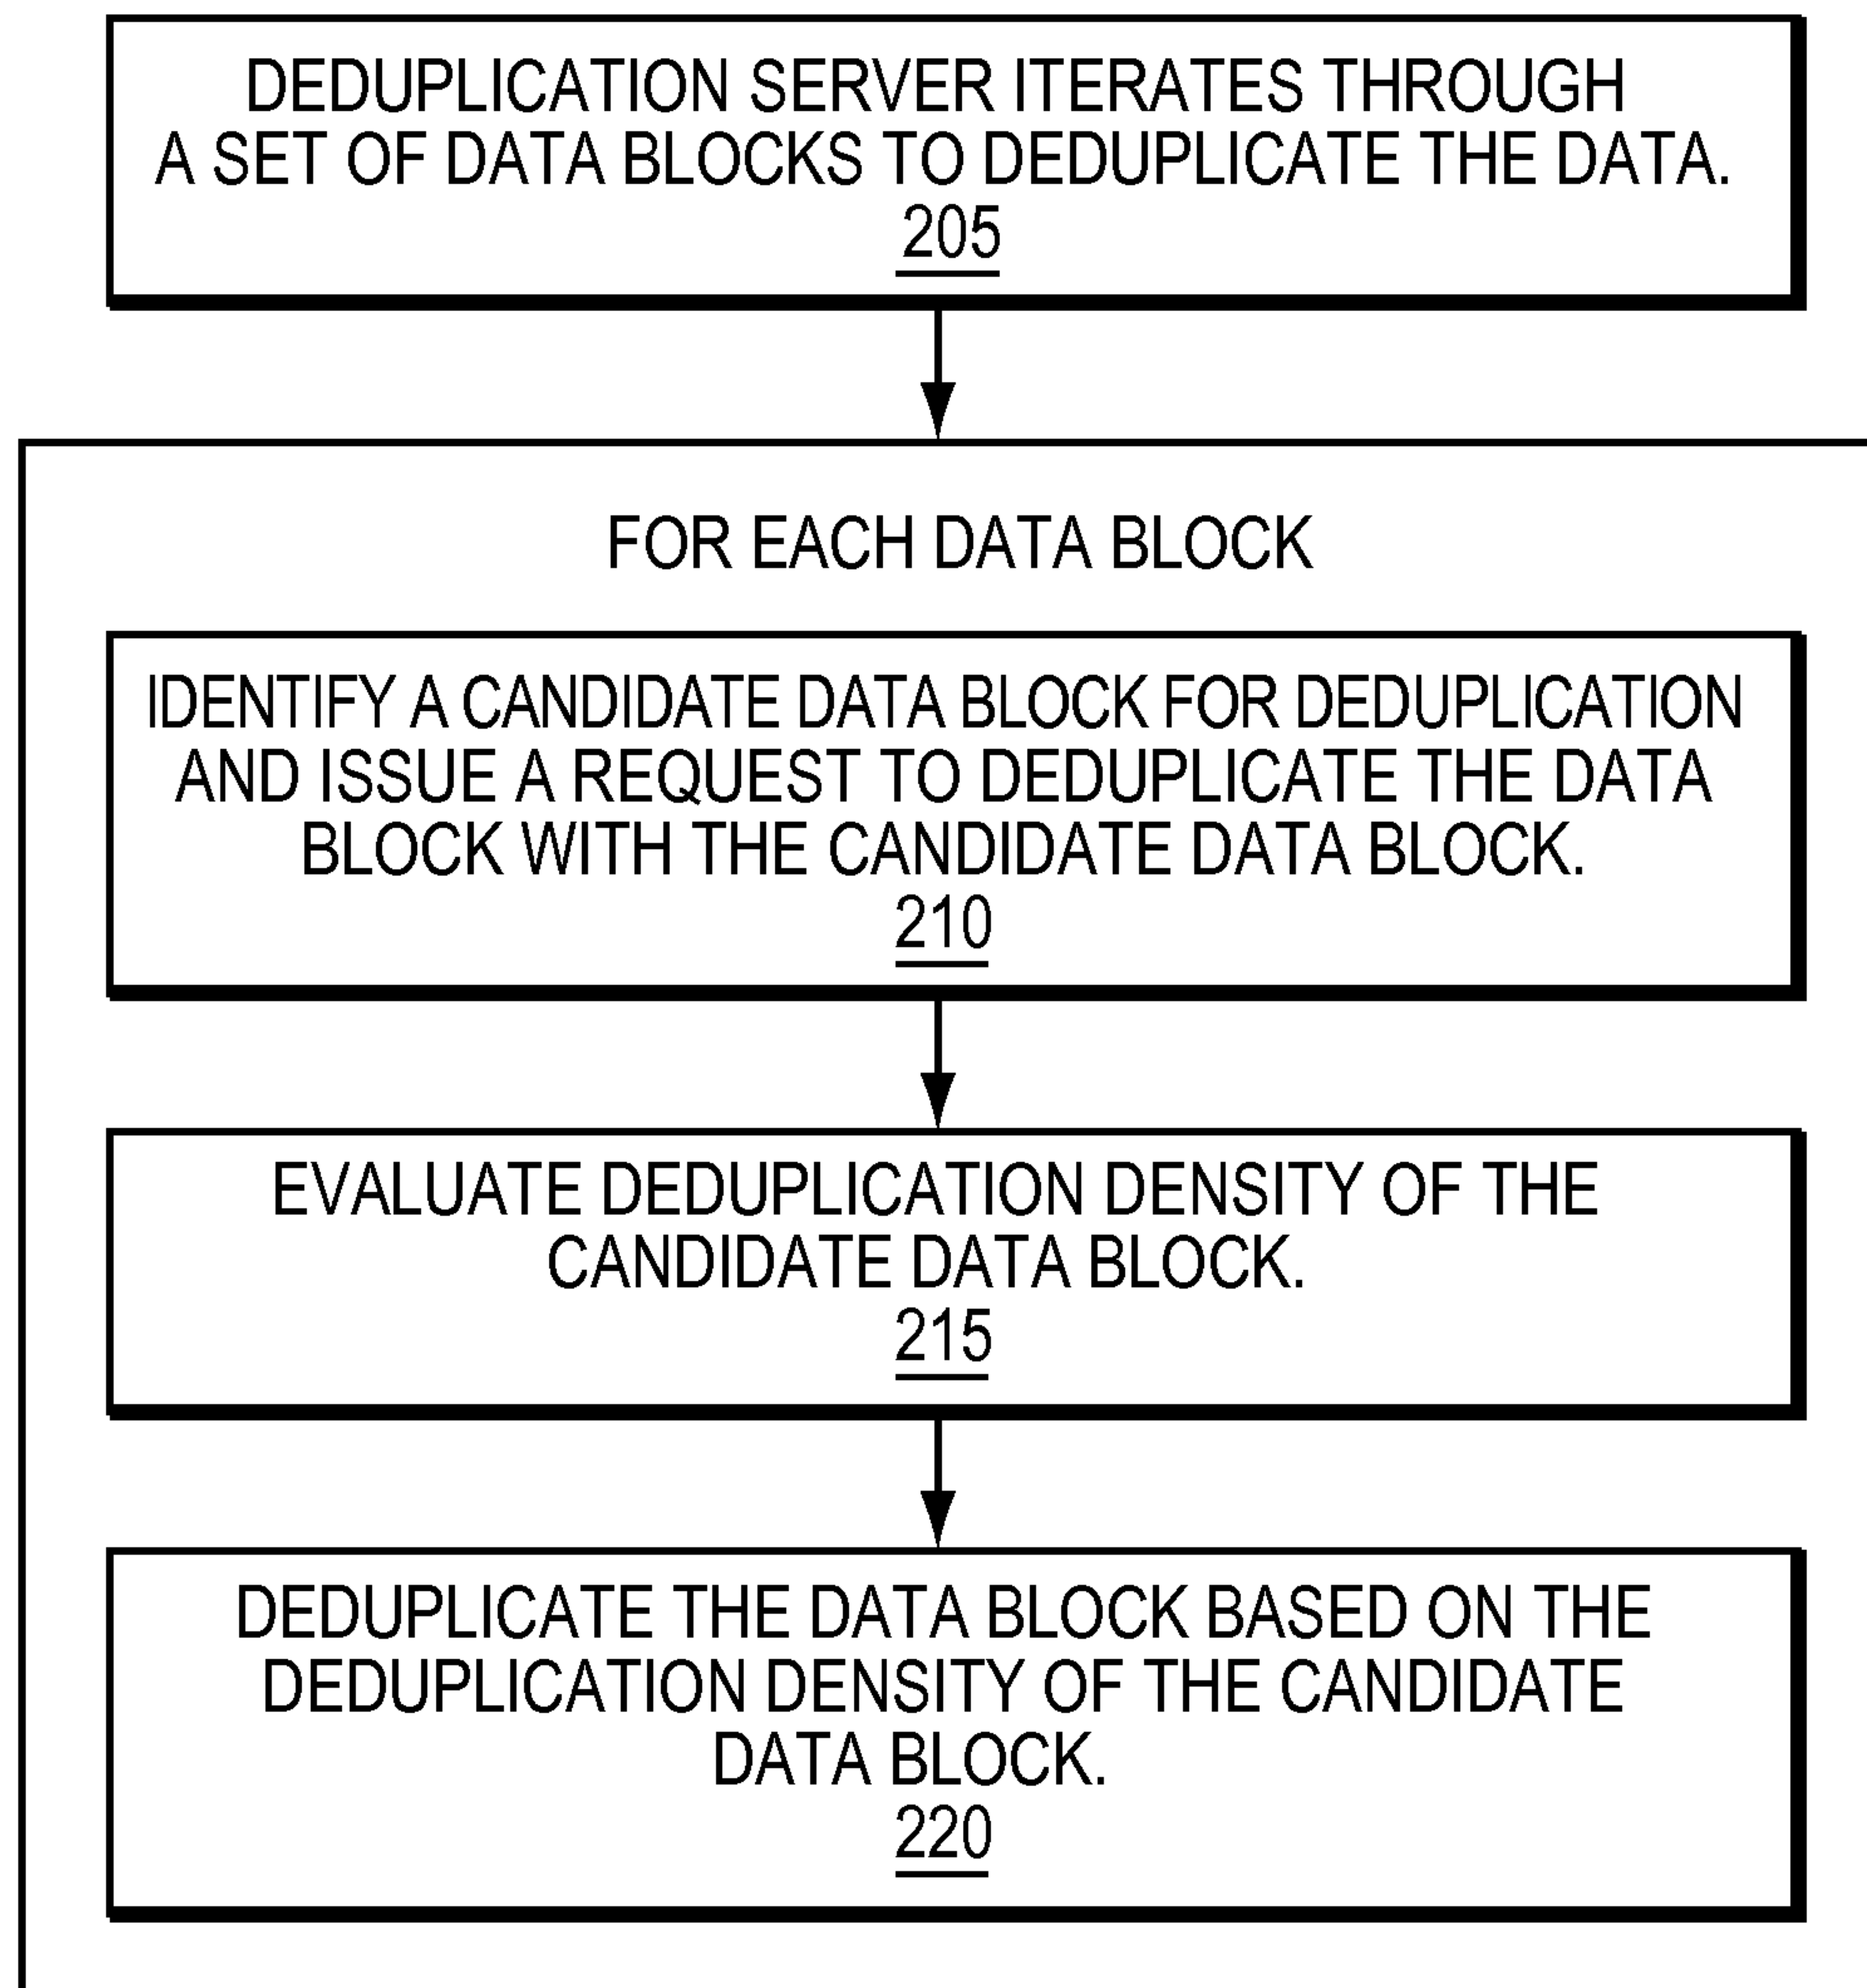 DEDUPLICATION SERVER ITERATES THROUGH
A SET OF DATA BLOCKS TO DEDUPLICATE THE DATA.
205
FOR EACH DATA BLOCK
IDENTIFY A CANDIDATE DATA BLOCK FOR DEDUPLICATION
AND ISSUE A REQUEST TO DEDUPLICATE THE DATA
BLOCK WITH THE CANDIDATE DATA BLOCK.
210
EVALUATE DEDUPLICATION DENSITY OF THE
CANDIDATE DATA BLOCK.
215
DEDUPLICATE THE DATA BLOCK BASED ON THE
DEDUPLICATION DENSITY OF THE CANDIDATE
DATA BLOCK.
220